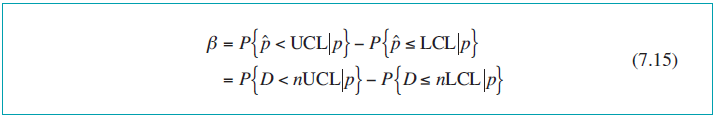 β = P{p̂ < UCL|p} – P{p̂ ≤ LCL|p}
= P{D < nUCL|p} – P{D ≤ nLCL|p}
(7.15)